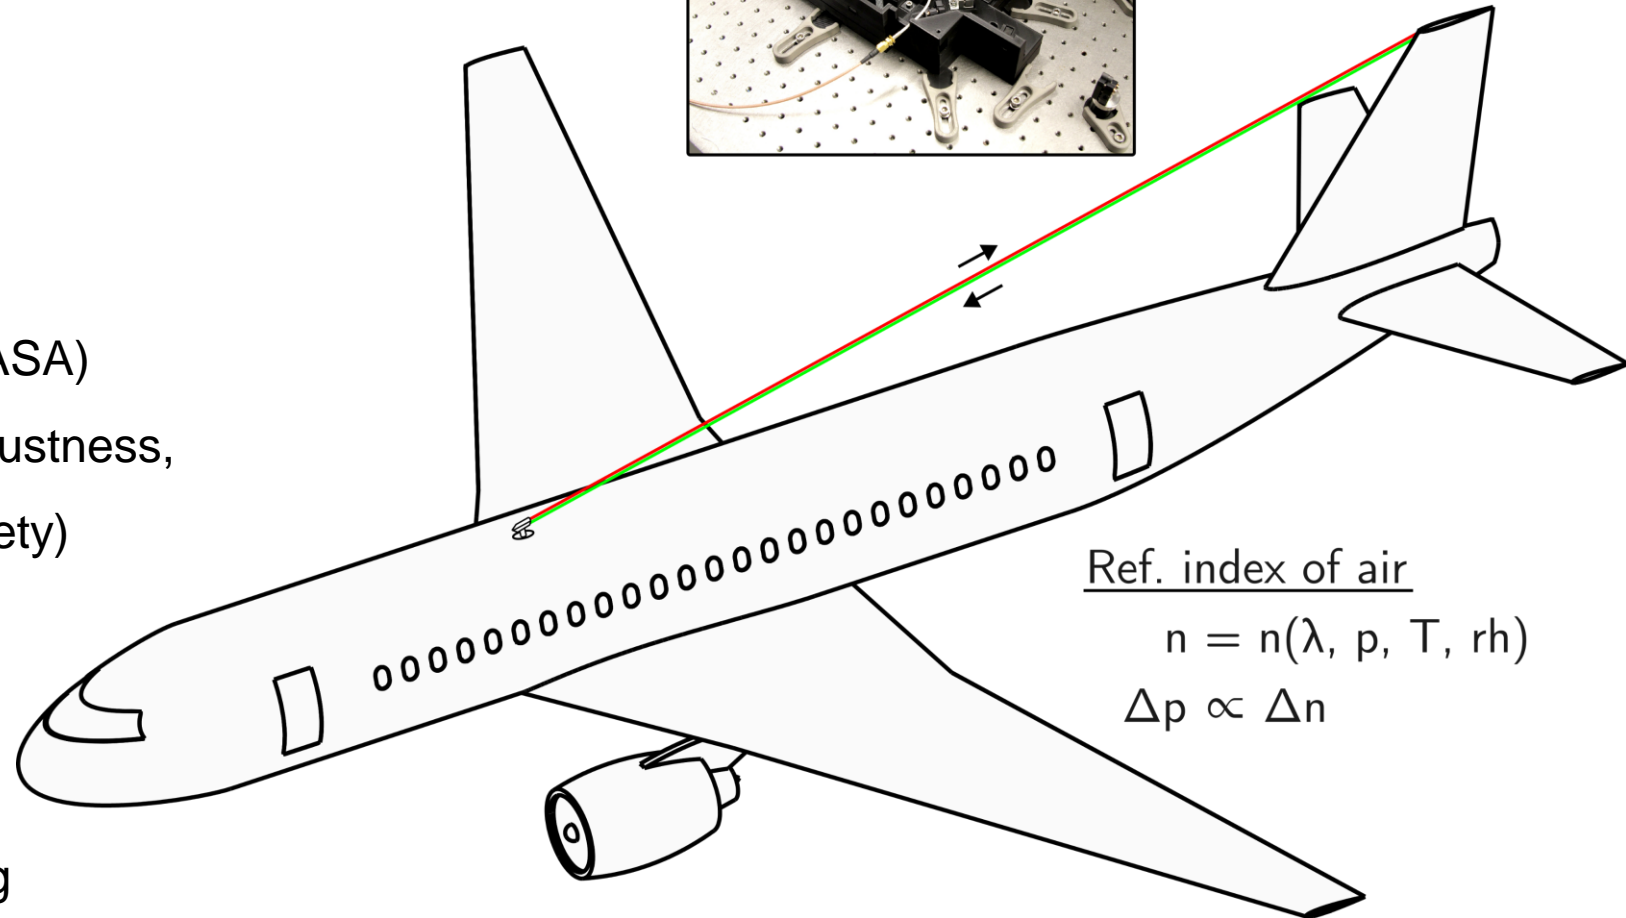 ASA)
ustness,
ety)
g
Ref. index of air
n = n(λ, p, T, rh)
Δp ∝ Δn